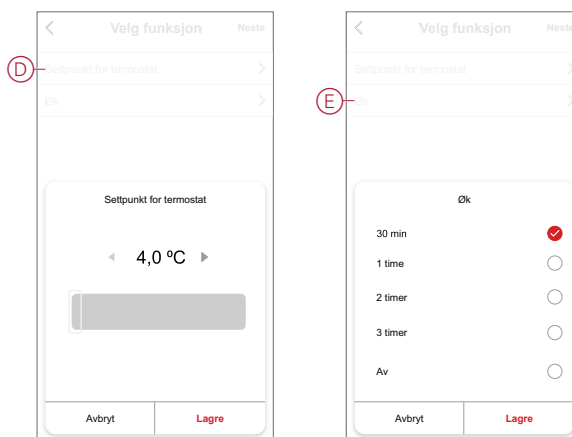 Velg funksjon Neste
D
Settpunkt for termostat
Øk
Settpunkt for termostat
4,0 ºC
Avbryt Lagre
Velg funksjon Neste
Settpunkt for termostat
E
Øk
Øk
30 min
1 time
2 timer
3 timer
Av
Avbryt Lagre